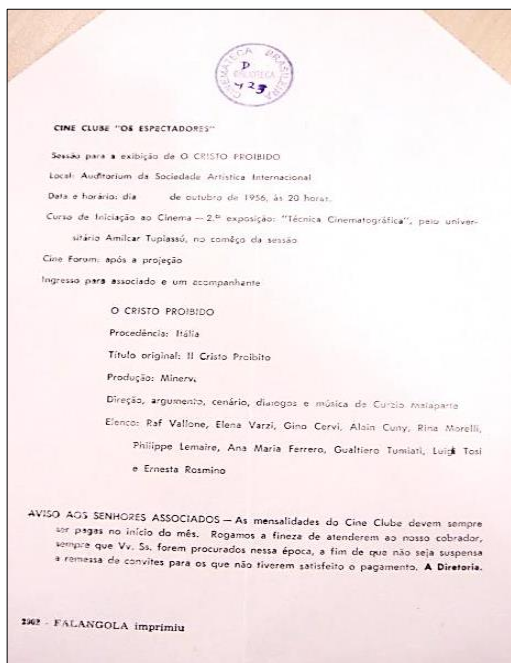 CINEMATECA BRASILEIRA
D
BIBLIOTECA
423
CINE CLUBE "OS ESPECTADORES"
Sessão para a exibição de O CRISTO PROIBIDO
Local: Auditorium da Sociedade Artística Internacional
Data e horário: dia de outubro de 1956, às 20 horas.
Curso de Iniciação ao Cinema — 2.ª exposição: "Técnica Cinematográfica", pelo univer-
sitário Amilcar Tupiassú, no comêço da sessão
Cine Forum: após a projeção
Ingresso para associado e um acompanhante
O CRISTO PROIBIDO
Procedência: Itália
Título original: Il Cristo Proibito
Produção: Minerva
Direção, argumento, cenário, dialogos e música de Curzio Malaparte
Elenco: Raf Vallone, Elena Varzi, Gino Cervi, Alain Cuny, Rina Morelli,
Philippe Lemaire, Ana Maria Ferrero, Gualtiero Tumiati, Luigi Tosi
e Ernesta Rosmino
AVISO AOS SENHORES ASSOCIADOS — As mensalidades do Cine Clube devem sempre
ser pagas no início do mês. Rogamos a fineza de atenderem ao nosso cobrador,
sempre que Vv. Ss. forem procurados nessa época, a fim de que não seja suspensa
a remessa de convites para os que não tiverem satisfeito o pagamento. A Diretoria.
2962 - FALANGOLA imprimiu